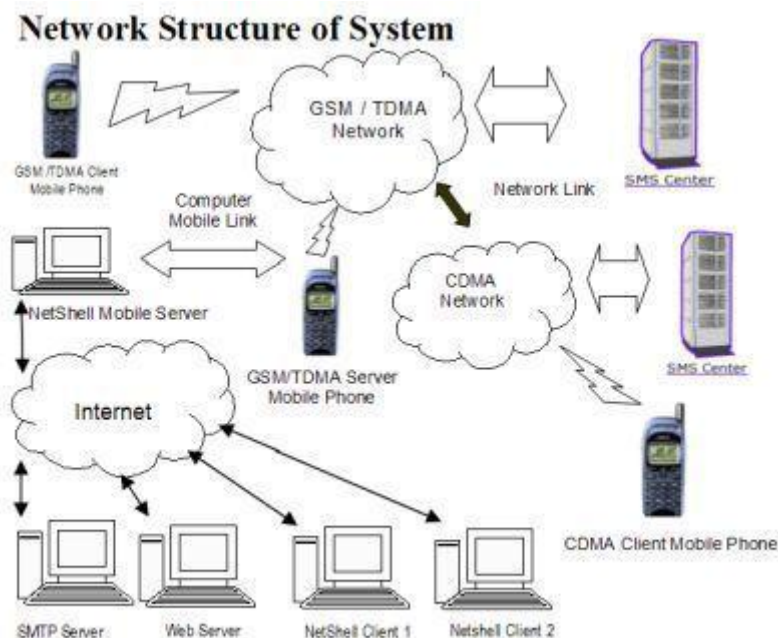 Network Structure of System
GSM / TDMA
Network
GSM /TDMA Client
Mobile Phone
SMS Center
Network Link
Computer
Mobile Link
NetShell Mobile Server
CDMA
Network
GSM/TDMA Server
Mobile Phone
SMS Center
Internet
CDMA Client Mobile Phone
SMTP Server
Web Server
NetShell Client 1
Netshell Client 2